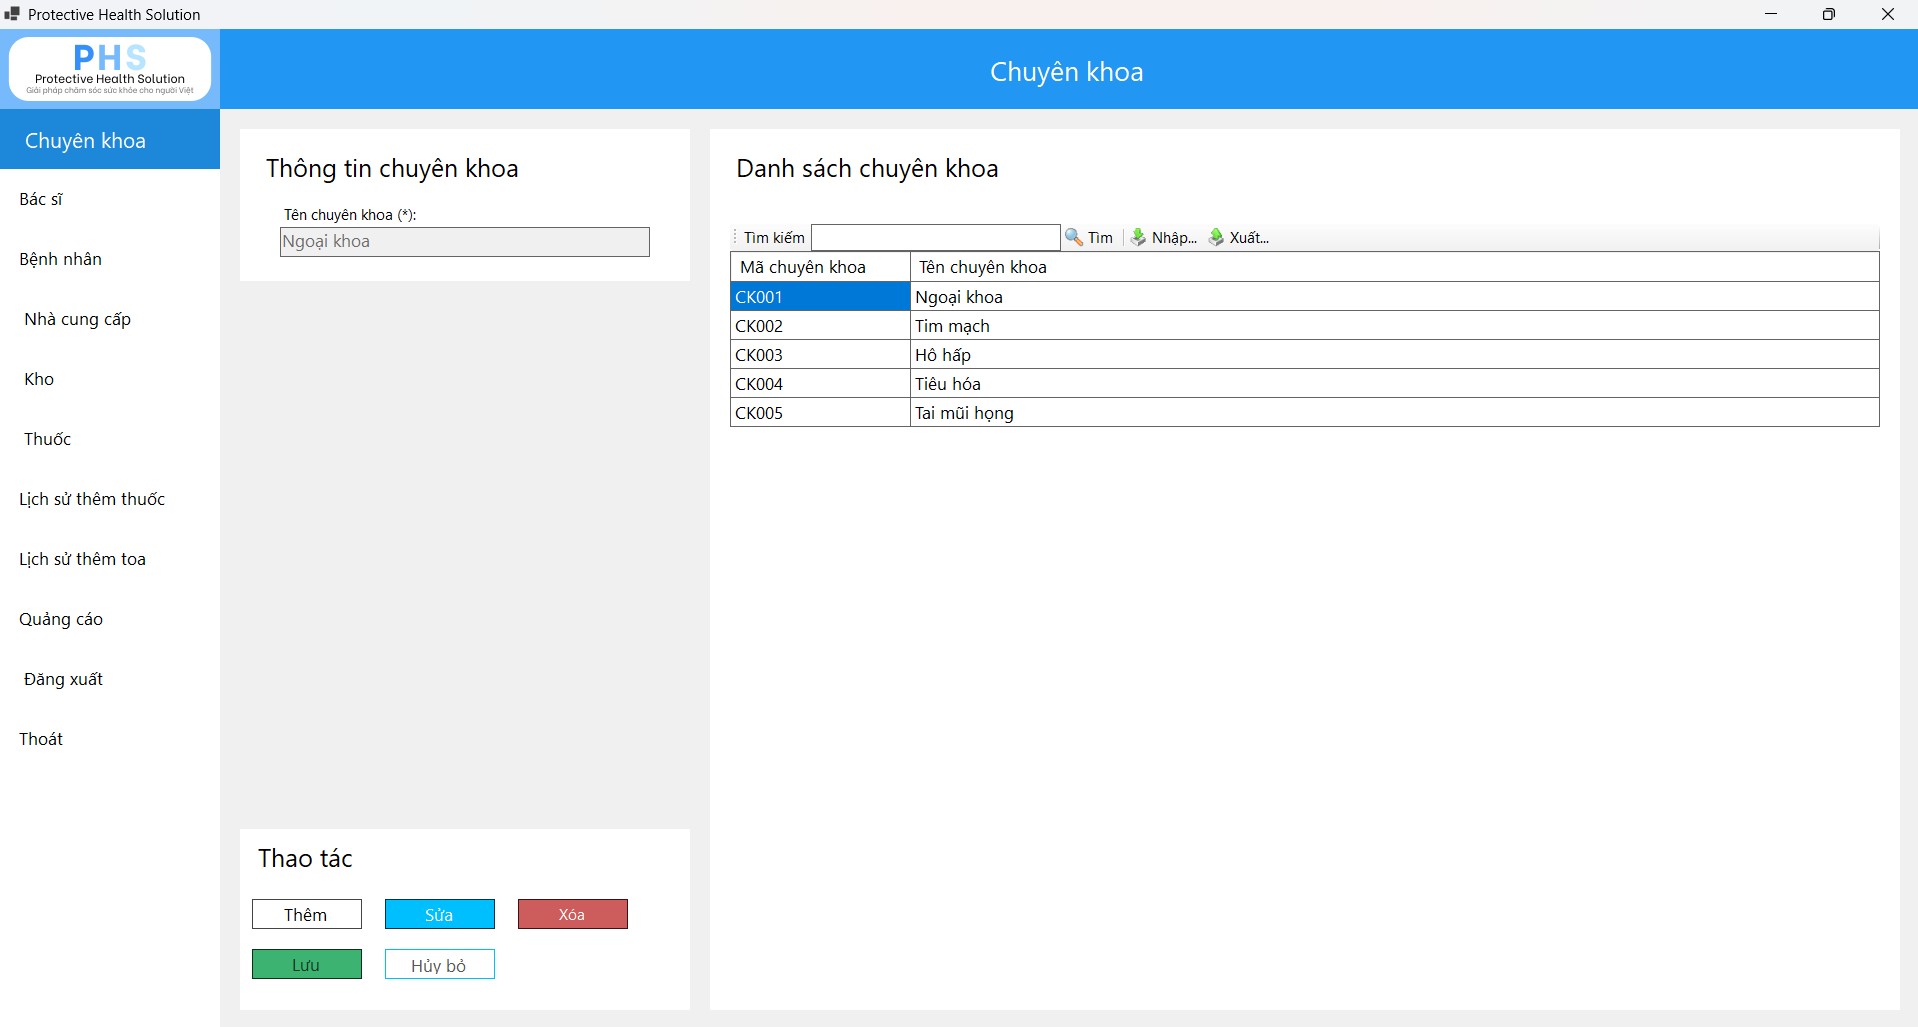 Protective Health Solution
PHS
Protective Health Solution
Giải pháp chăm sóc sức khỏe cho người Việt
Chuyên khoa
Chuyên khoa
Bác sĩ
Bệnh nhân
Nhà cung cấp
Kho
Thuốc
Lịch sử thêm thuốc
Lịch sử thêm toa
Quảng cáo
Đăng xuất
Thoát
Thông tin chuyên khoa
Tên chuyên khoa (*):
Ngoại khoa
Thao tác
Thêm Sửa Xóa
Lưu Hủy bỏ
Danh sách chuyên khoa
Tìm kiếm Tìm Nhập... Xuất...
Mã chuyên khoa Tên chuyên khoa
CK001 Ngoại khoa
CK002 Tim mạch
CK003 Hô hấp
CK004 Tiêu hóa
CK005 Tai mũi họng